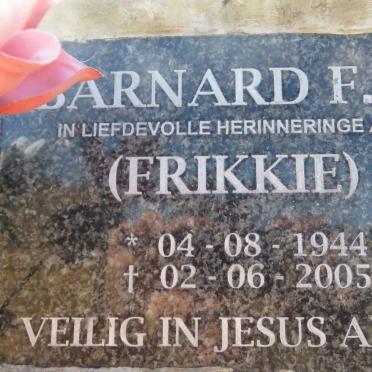 BARNARD F.
IN LIEFDEVOLLE HERINNERINGE A
(FRIKKIE)
* 04 - 08 - 1944
† 02 - 06 - 2005
VEILIG IN JESUS A